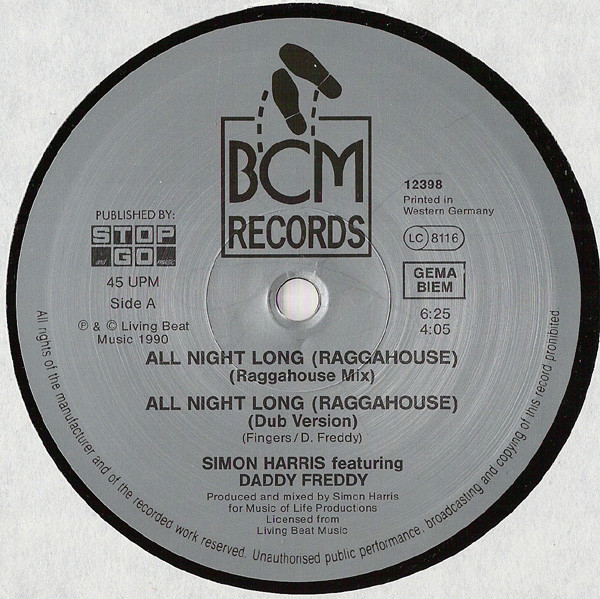 BCM
RECORDS
12398
Printed in
Western Germany
LC 8116
GEMA
BIEM
6:25
4:05
PUBLISHED BY:
STOP
and GO music
45 UPM
Side A
℗ & © Living Beat
Music 1990
ALL NIGHT LONG (RAGGAHOUSE)
(Raggahouse Mix)
ALL NIGHT LONG (RAGGAHOUSE)
(Dub Version)
(Fingers/D. Freddy)
SIMON HARRIS featuring
DADDY FREDDY
Produced and mixed by Simon Harris
for Music of Life Productions
Licensed from
Living Beat Music
All rights of the manufacturer and of the recorded work reserved. Unauthorised public performance, broadcasting and copying of this record prohibited